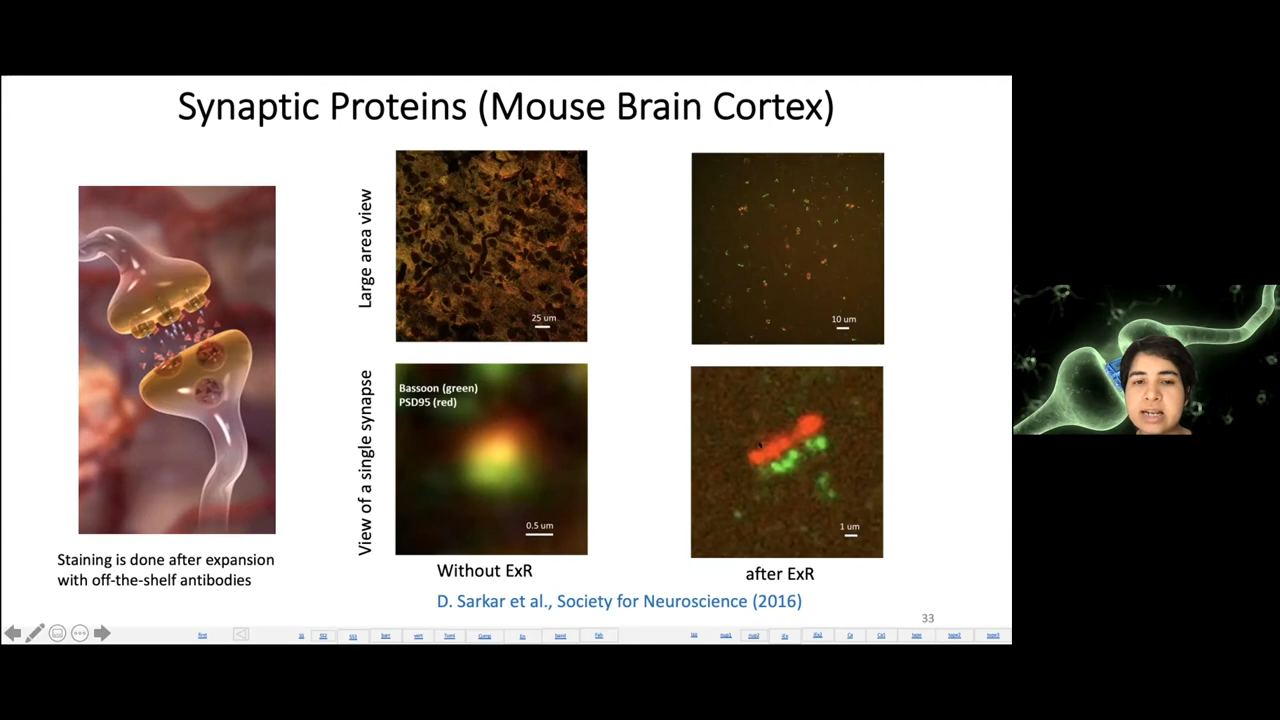 Synaptic Proteins (Mouse Brain Cortex)
Large area view
25 um
10 um
View of a single synapse
Bassoon (green)
PSD95 (red)
0.5 um
1 um
Without ExR
after ExR
Staining is done after expansion
with off-the-shelf antibodies
D. Sarkar et al., Society for Neuroscience (2016)
33
first